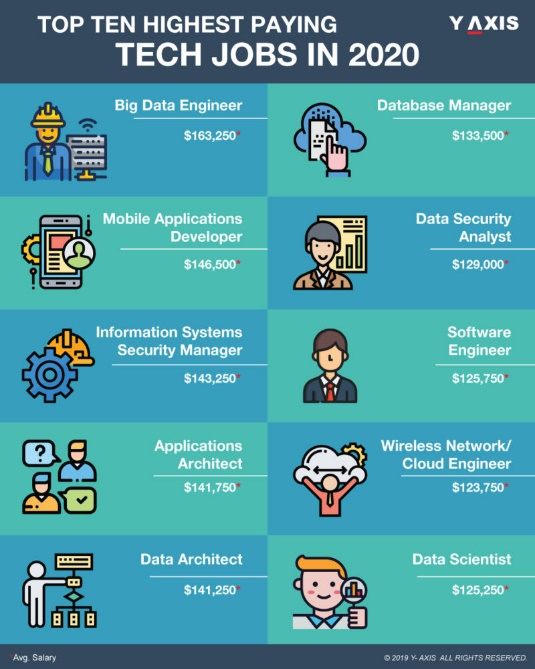 TOP TEN HIGHEST PAYING
TECH JOBS IN 2020
Y AXIS
Big Data Engineer
$163,250*
Database Manager
$133,500*
Mobile Applications
Developer
$146,500*
Data Security
Analyst
$129,000*
Information Systems
Security Manager
$143,250*
Software
Engineer
$125,750*
Applications
Architect
$141,750*
?
Wireless Network/
Cloud Engineer
$123,750*
Data Architect
$141,250*
Data Scientist
$125,250*
*Avg. Salary
© 2019 Y- AXIS ALL RIGHTS RESERVED.